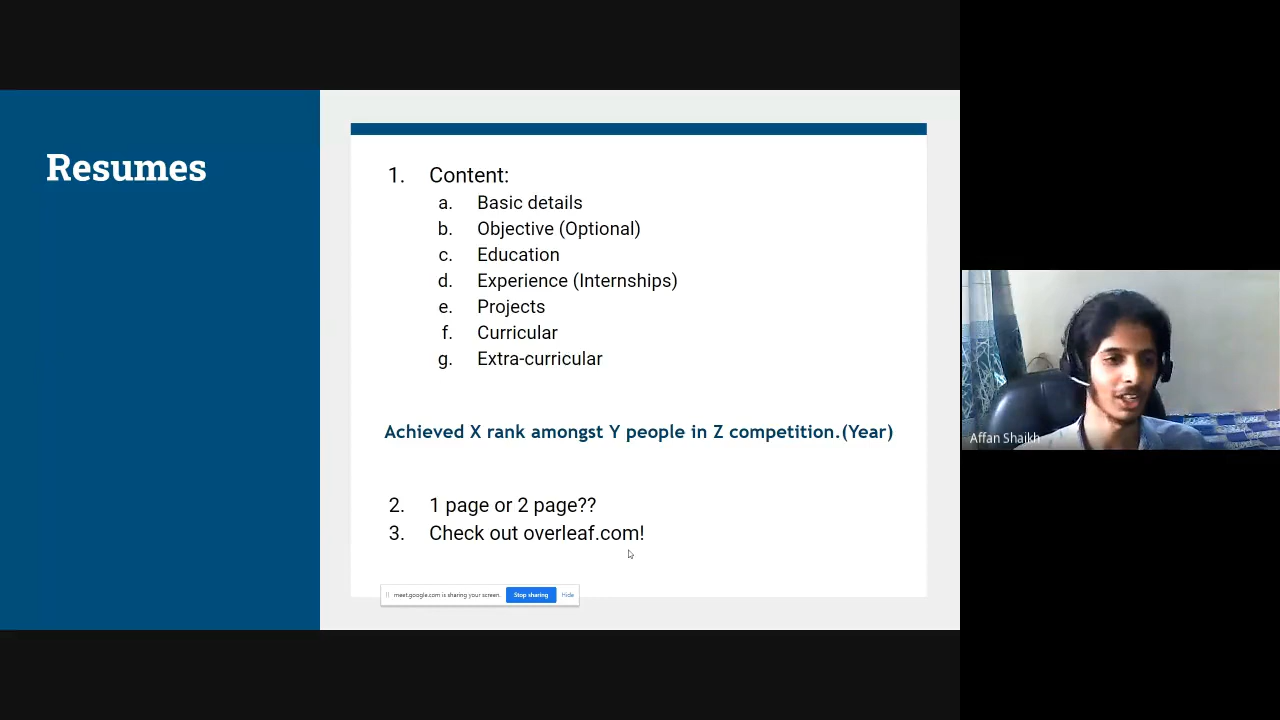 Resumes
1. Content:
a. Basic details
b. Objective (Optional)
c. Education
d. Experience (Internships)
e. Projects
f. Curricular
g. Extra-curricular
Achieved X rank amongst Y people in Z competition.(Year)
2. 1 page or 2 page??
3. Check out overleaf.com!
meet.google.com is sharing your screen.
Stop sharing
Hide
Affan Shaikh